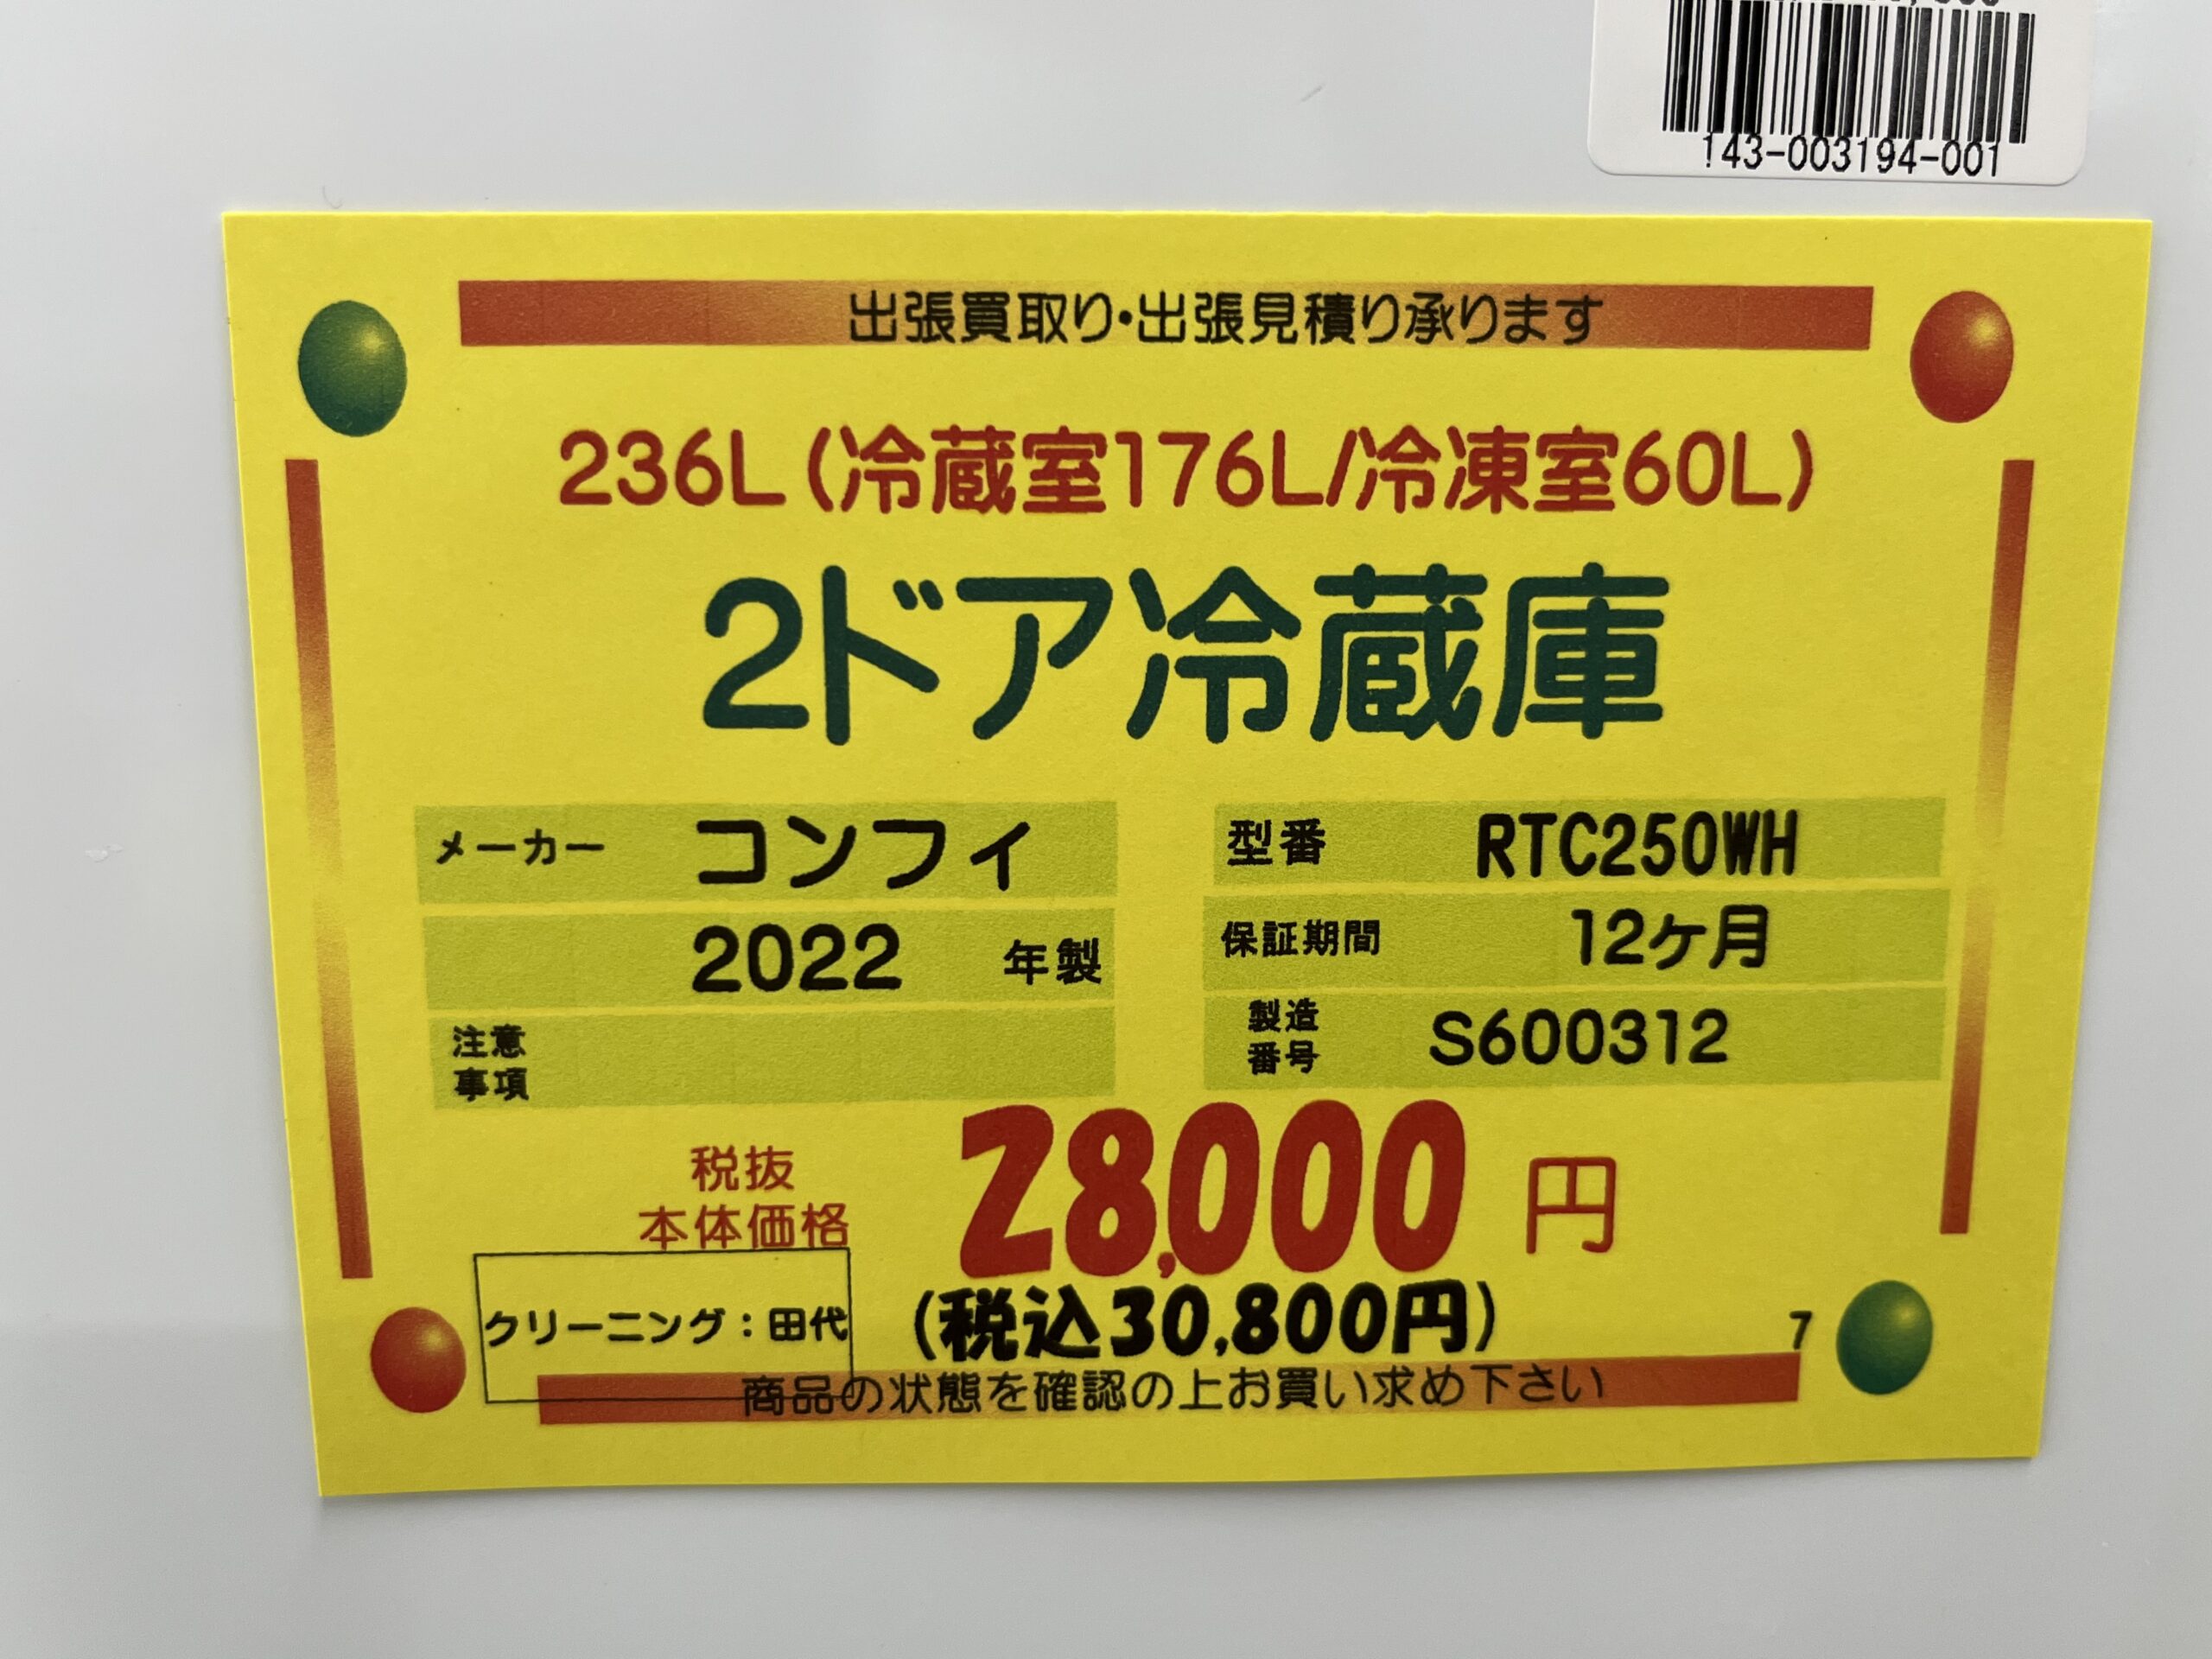 143-003194-001
出張買取り・出張見積り承ります
236L(冷蔵室176L/冷凍室60L)
2ドア冷蔵庫
メーカー コンフィ
型番 RTC250WH
2022 年製
保証期間 12ケ月
注意
事項
製造
番号 S600312
税抜
本体価格 28,000 円
クリーニング：田代
(税込30,800円)
7
商品の状態を確認の上お買い求め下さい